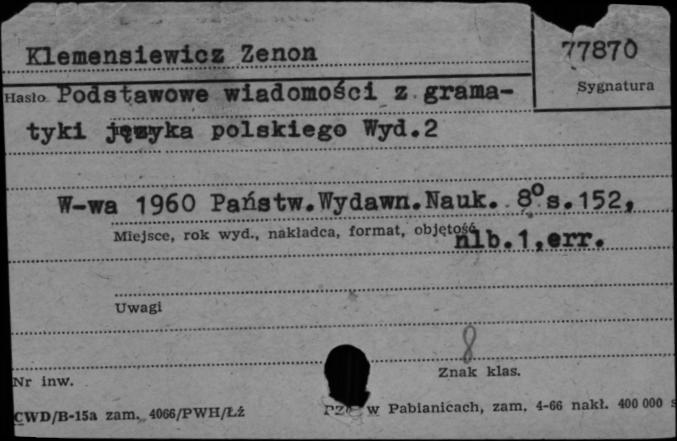 Klemensiewicz Zenon
77870
Sygnatura
Hasło Podstawowe wiadomości z grama-
tyki języka polskiego Wyd.2
W-wa 1960 Państw.Wydawn.Nauk. 8° s.152,
Miejsce, rok wyd., nakładca, format, objętość
nlb.1,err.
Uwagi
8
Nr inw.
Znak klas.
CWD/B-15a zam. 4066/PWH/Łź
w Pabianicach, zam. 4-66 nakł. 400 000 s